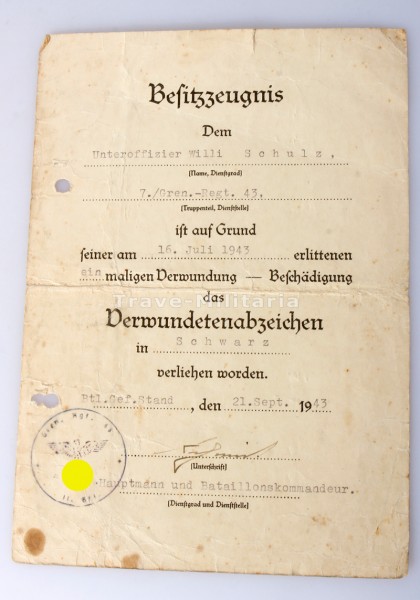 Besitzzeugnis
Dem
Unteroffizier Willi Schulz,
(Name, Dienstgrad)
7./Gren.-Regt. 43,
(Truppenteil, Dienststelle)
ist auf Grund
seiner am 16. Juli 1943 erlittenen
ein maligen Verwundung — Beschädigung
Trave-Militaria
das
Verwundetenabzeichen
in Schwarz
verliehen worden.
Btl.Gef.Stand, den 21.Sept. 1943
(Unterschrift)
Hauptmann und Bataillonskommandeur.
(Dienstgrad und Dienststelle)